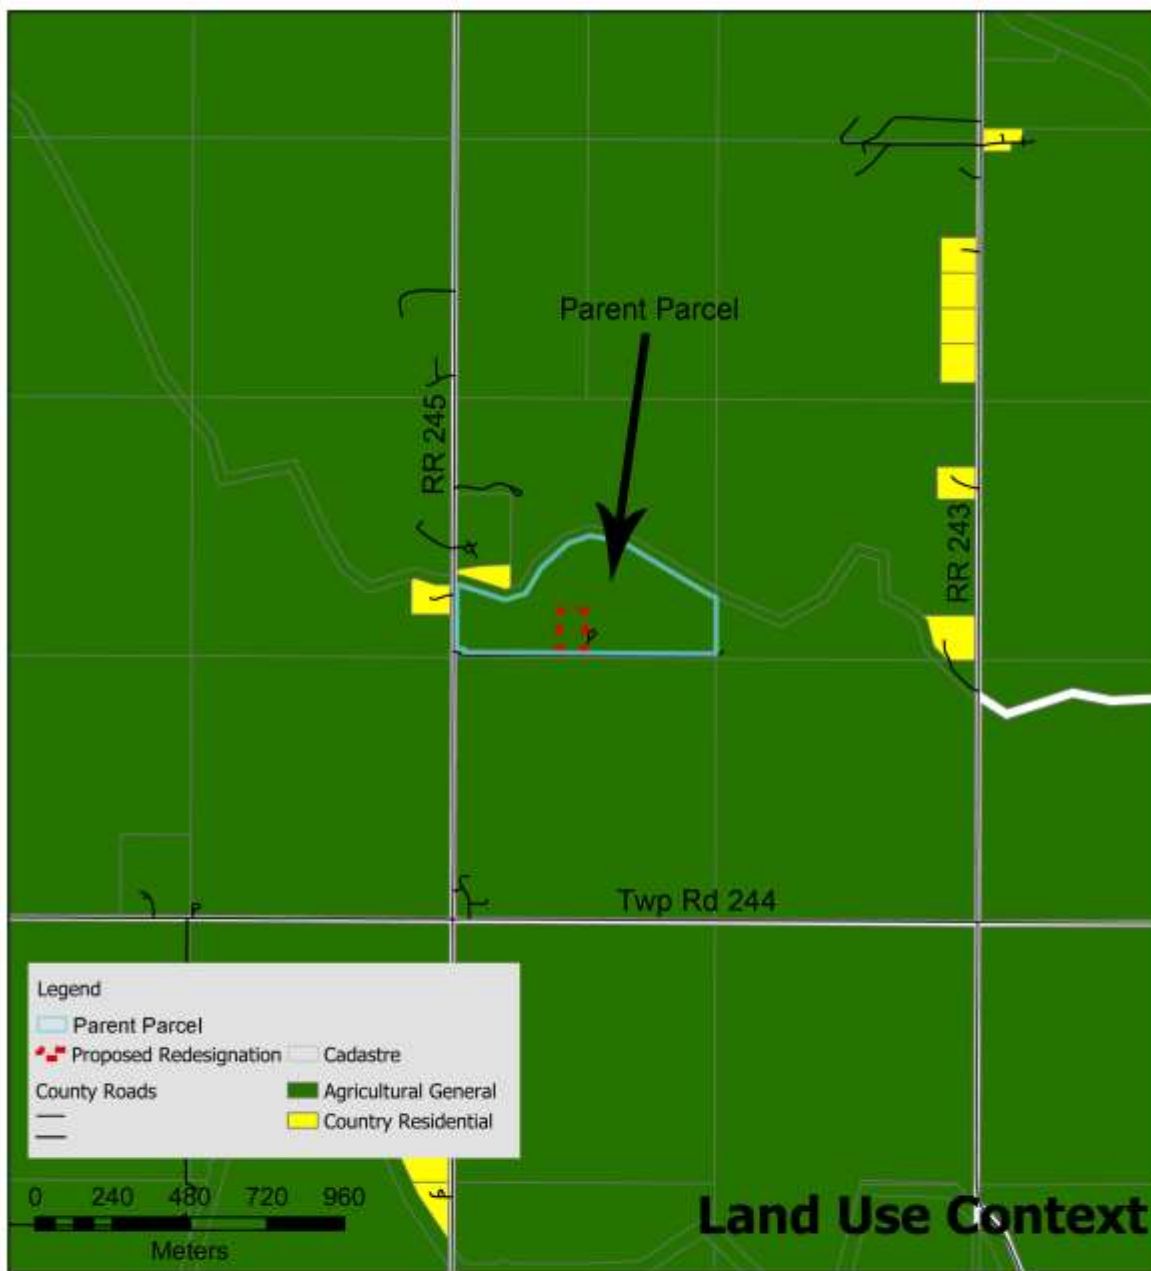 Parent Parcel
RR 245
RR 243
Twp Rd 244
Legend
Parent Parcel
Proposed Redesignation
Cadastre
County Roads
Agricultural General
Country Residential
0 240 480 720 960
Meters
Land Use Context